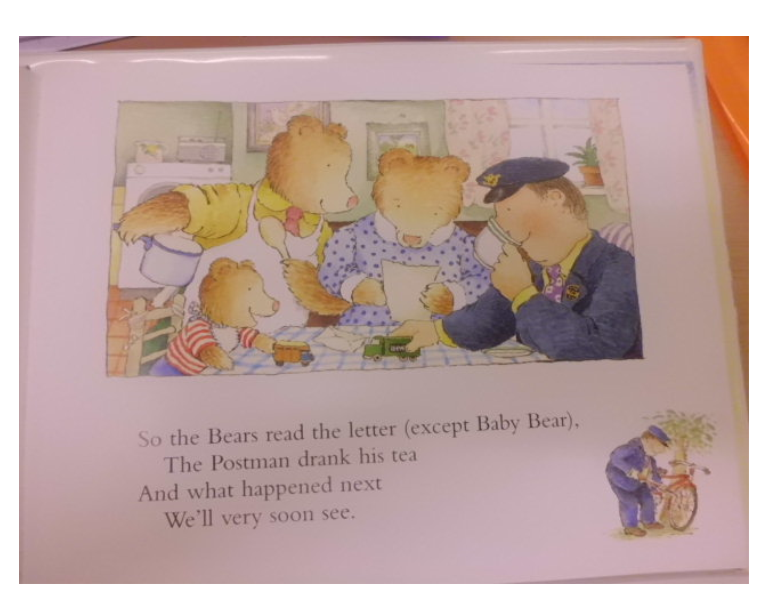 So the Bears read the letter (except Baby Bear),
The Postman drank his tea
And what happened next
We'll very soon see.